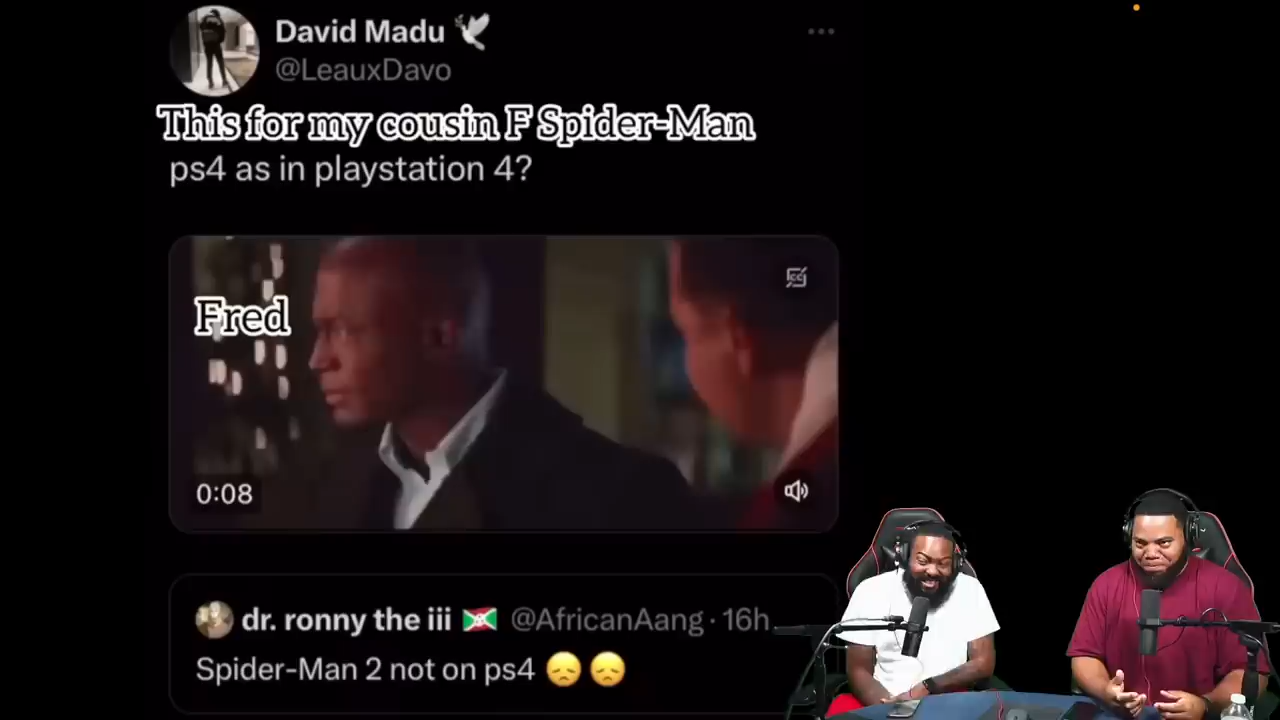 David Madu 🕊
@LeauxDavo
This for my cousin F Spider-Man
ps4 as in playstation 4?
CC
Fred
0:08
dr. ronny the iii 🇧🇮 @AfricanAang · 16h
Spider-Man 2 not on ps4 😞 😞